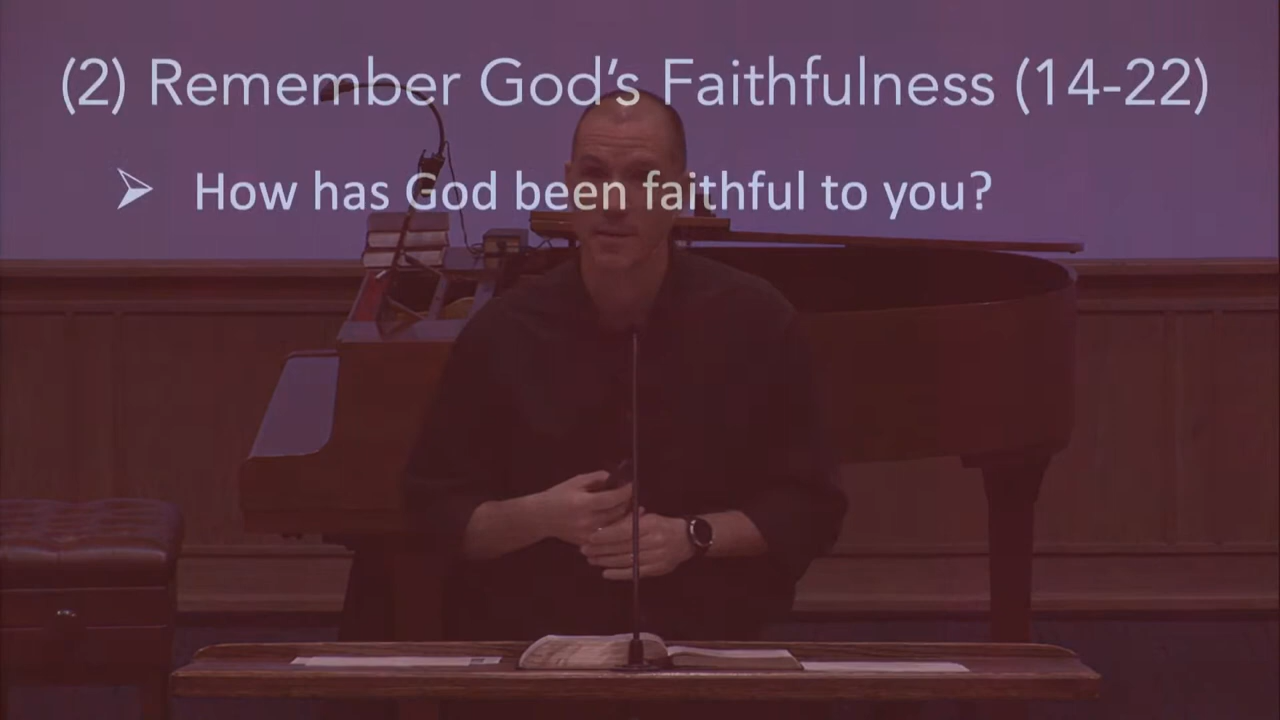 (2) Remember God's Faithfulness (14-22)
➢ How has God been faithful to you?